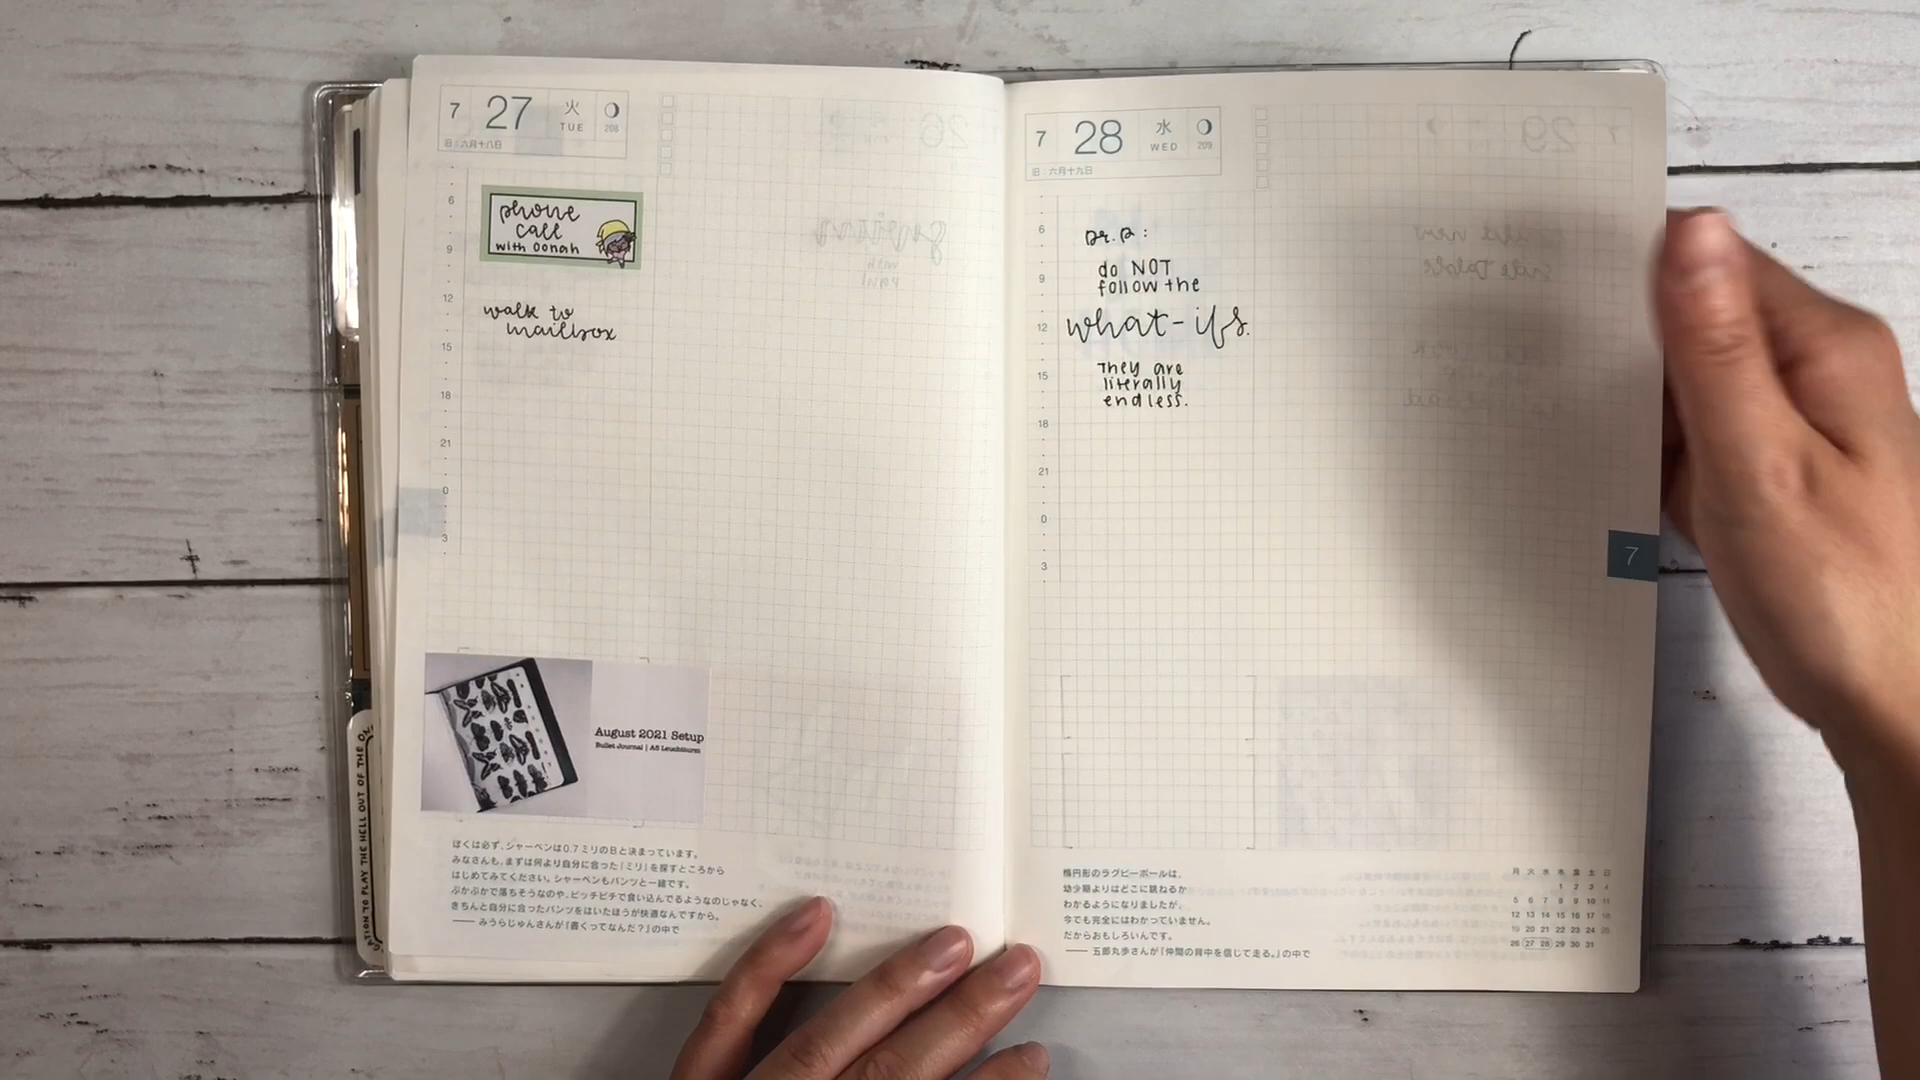 7 27 火 TUE 208
旧:六月十八日
phone
call
with Oonah
walk to
mailbox
6
9
12
15
18
21
0
3
August 2021 Setup
Bullet Journal | A5 Leuchtturm
ぼくは必ず、シャーペンは0.7ミリのBと決まっています。
みなさんも、まずは何より自分に合った「ミリ」を探すところから
はじめてみてください。シャーペンもパンツと一緒です。
ぶかぶかで落ちそうなのや、ピッチピチで食い込んでるようなのじゃなく、
きちんと自分に合ったパンツをはいたほうが快適なんですから。
── みうらじゅんさんが『書くってなんだ？』の中で
7 28 水 WED 209
旧:六月十九日
Dr. P:
do NOT
follow the
what-ifs.
They are
literally
endless.
6
9
12
15
18
21
0
3
7
楕円形のラグビーボールは、
幼少期よりはどこに跳ねるか
わかるようになりましたが、
今でも完全にはわかっていません。
だからおもしろいんです。
── 五郎丸歩さんが『仲間の背中を信じて走る。』の中で
月 火 水 木 金 土 日
1 2 3 4
5 6 7 8 9 10 11
12 13 14 15 16 17 18
19 20 21 22 23 24 25
26 27 28 29 30 31
TION TO PLAY THE HELL OUT OF THE ON